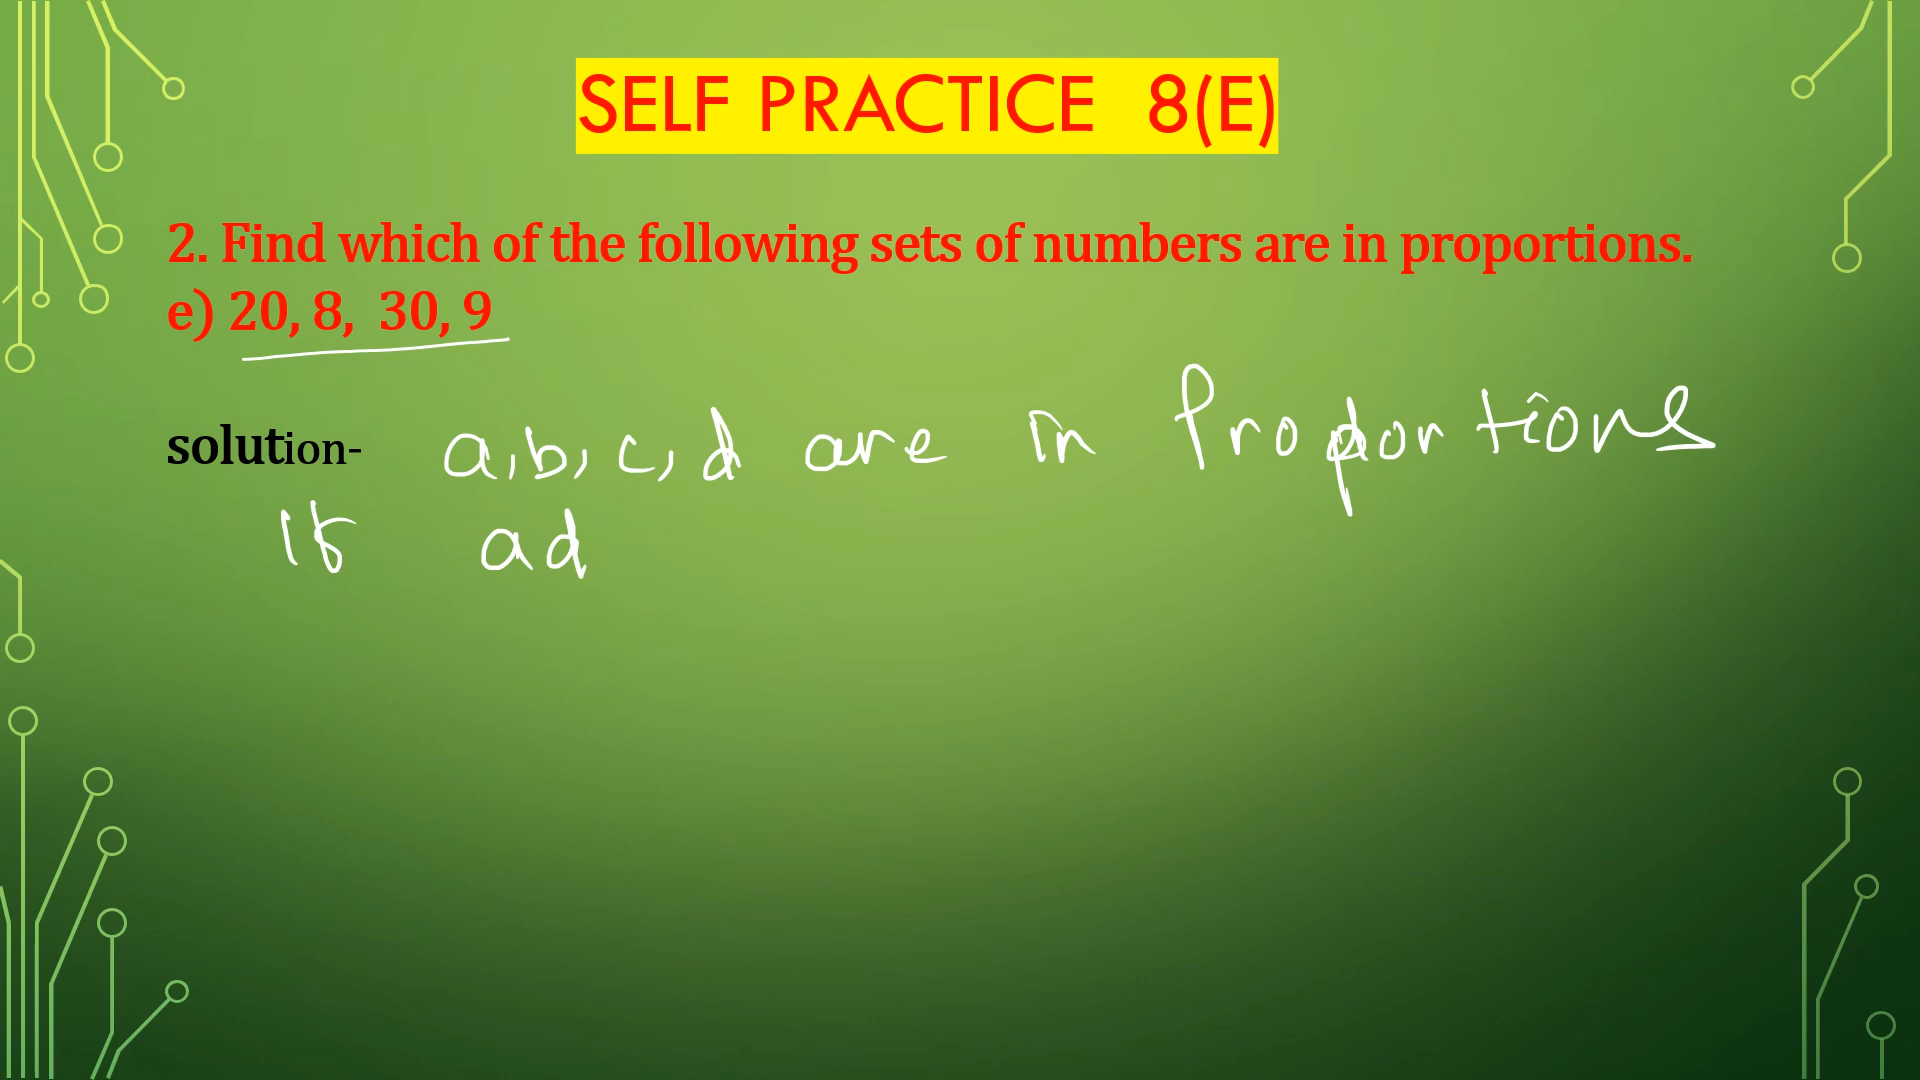 SELF PRACTICE 8(E)
2. Find which of the following sets of numbers are in proportions.
e) 20, 8, 30, 9
solution- a, b, c, d are in Proportions
If ad